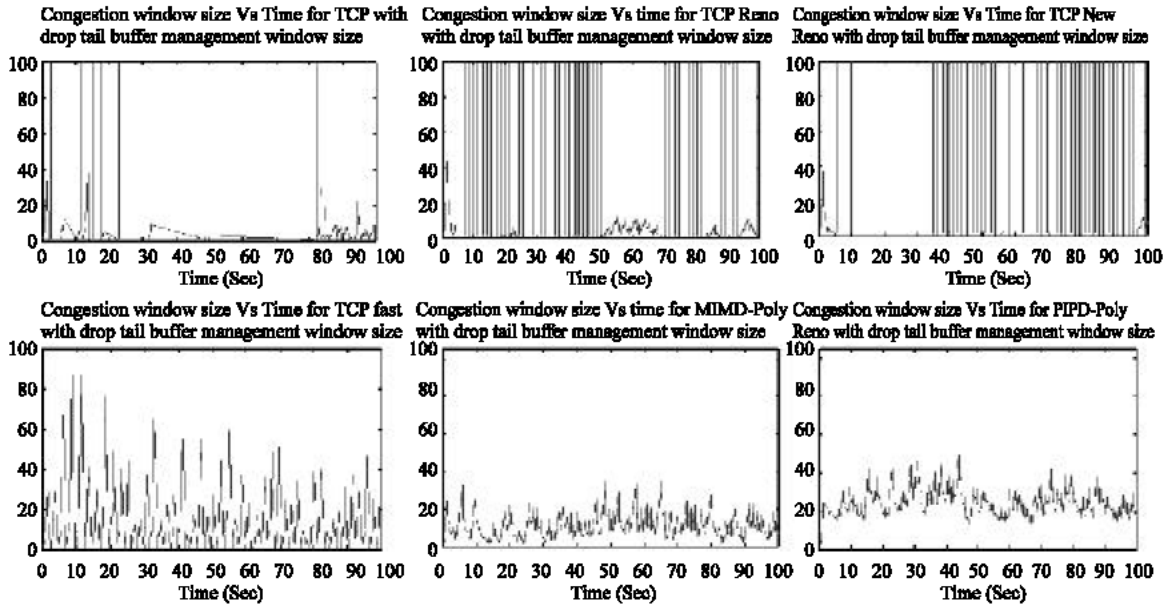 Congestion window size Vs Time for TCP with
drop tail buffer management window size
100
80
60
40
20
0
0 10 20 30 40 50 60 70 80 90 100
Time (Sec)
Congestion window size Vs time for TCP Reno
with drop tail buffer management window size
100
80
60
40
20
0
0 10 20 30 40 50 60 70 80 90 100
Time (Sec)
Congestion window size Vs Time for TCP New
Reno with drop tail buffer management window size
100
80
60
40
20
0
0 10 20 30 40 50 60 70 80 90 100
Time (Sec)
Congestion window size Vs Time for TCP fast
with drop tail buffer management window size
100
80
60
40
20
0
0 10 20 30 40 50 60 70 80 90 100
Time (Sec)
Congestion window size Vs time for MIMD-Poly
with drop tail buffer management window size
100
80
60
40
20
0
0 10 20 30 40 50 60 70 80 90 100
Time (Sec)
Congestion window size Vs Time for PIPD-Poly
Reno with drop tail buffer management window size
100
80
60
40
20
0
0 10 20 30 40 50 60 70 80 90 100
Time (Sec)